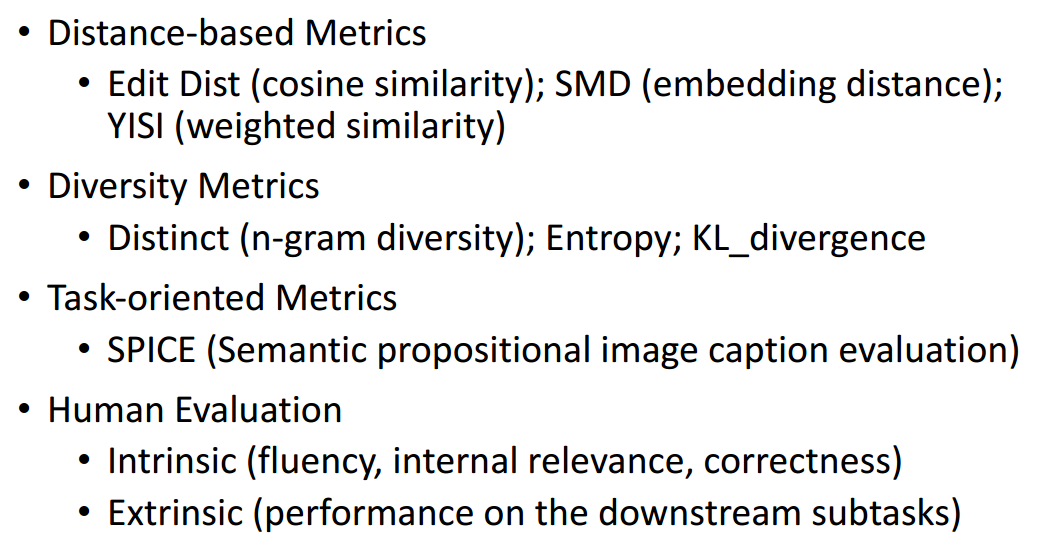 • Distance-based Metrics
• Edit Dist (cosine similarity); SMD (embedding distance);
YISI (weighted similarity)
• Diversity Metrics
• Distinct (n-gram diversity); Entropy; KL_divergence
• Task-oriented Metrics
• SPICE (Semantic propositional image caption evaluation)
• Human Evaluation
• Intrinsic (fluency, internal relevance, correctness)
• Extrinsic (performance on the downstream subtasks)